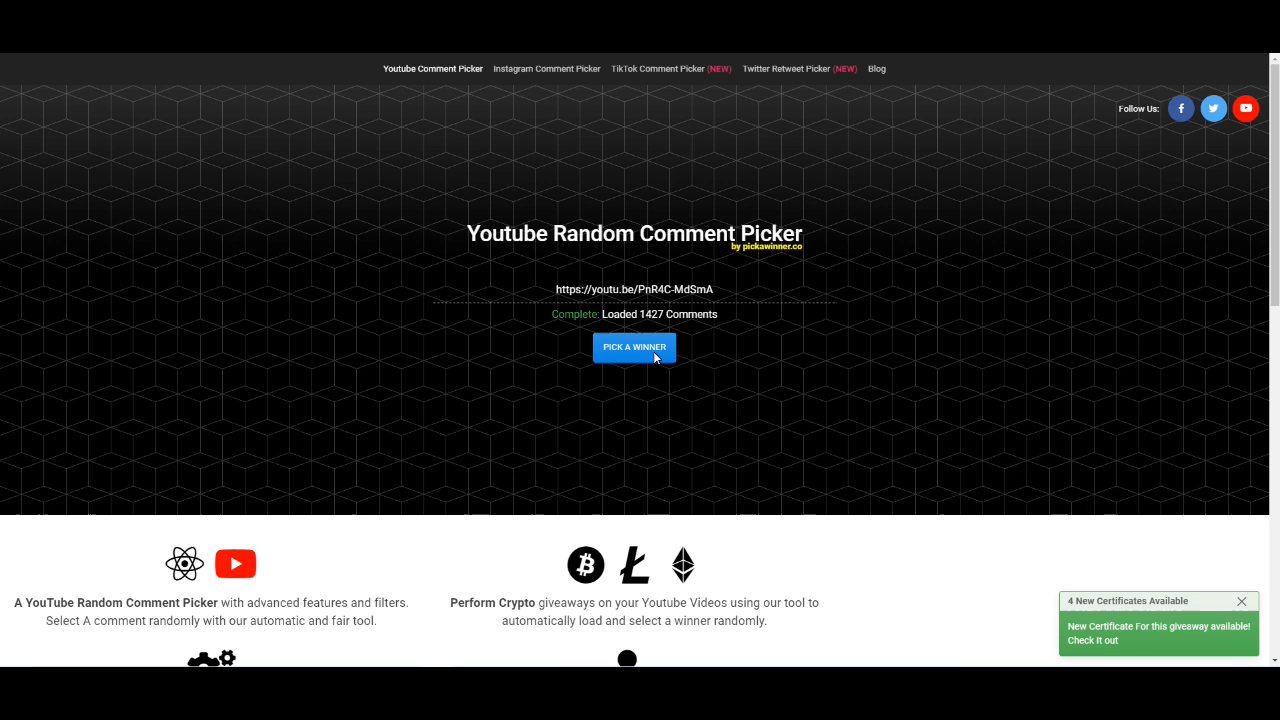 Youtube Comment Picker Instagram Comment Picker TikTok Comment Picker (NEW) Twitter Retweet Picker (NEW) Blog
Follow Us:
Youtube Random Comment Picker
by pickawinner.co
https://youtu.be/PnR4C-MdSmA
Complete: Loaded 1427 Comments
PICK A WINNER
A YouTube Random Comment Picker with advanced features and filters.
Select A comment randomly with our automatic and fair tool.
Perform Crypto giveaways on your Youtube Videos using our tool to
automatically load and select a winner randomly.
4 New Certificates Available
New Certificate For this giveaway available!
Check It out